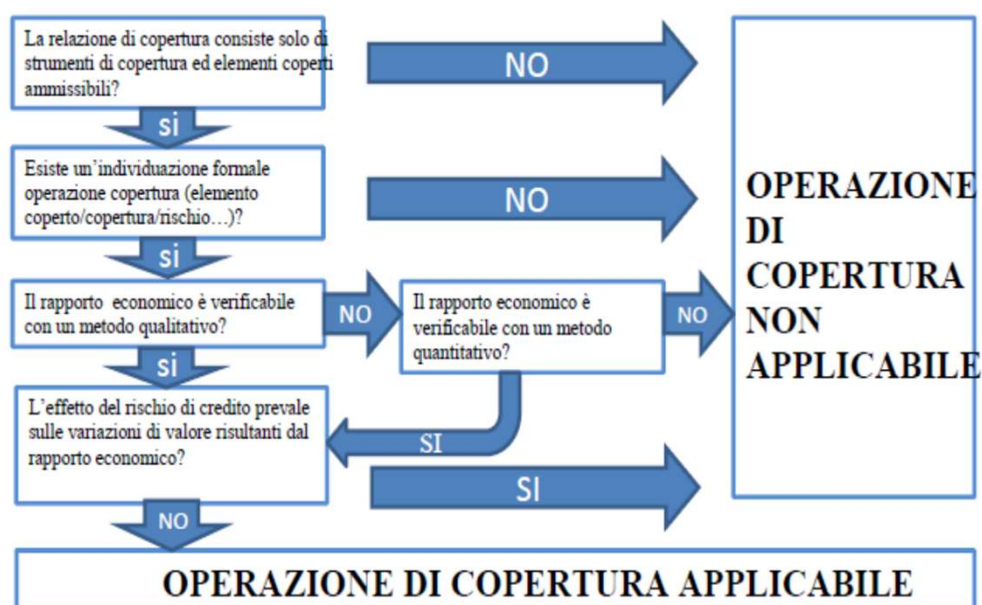 La relazione di copertura consiste solo di
strumenti di copertura ed elementi coperti
ammissibili?
NO
si
Esiste un’individuazione formale
operazione copertura (elemento
coperto/copertura/rischio…)?
NO
si
Il rapporto economico è verificabile
con un metodo qualitativo?
NO
Il rapporto economico è
verificabile con un metodo
quantitativo?
NO
si
L’effetto del rischio di credito prevale
sulle variazioni di valore risultanti dal
rapporto economico?
SI
SI
NO
OPERAZIONE
DI
COPERTURA
NON
APPLICABILE
OPERAZIONE DI COPERTURA APPLICABILE